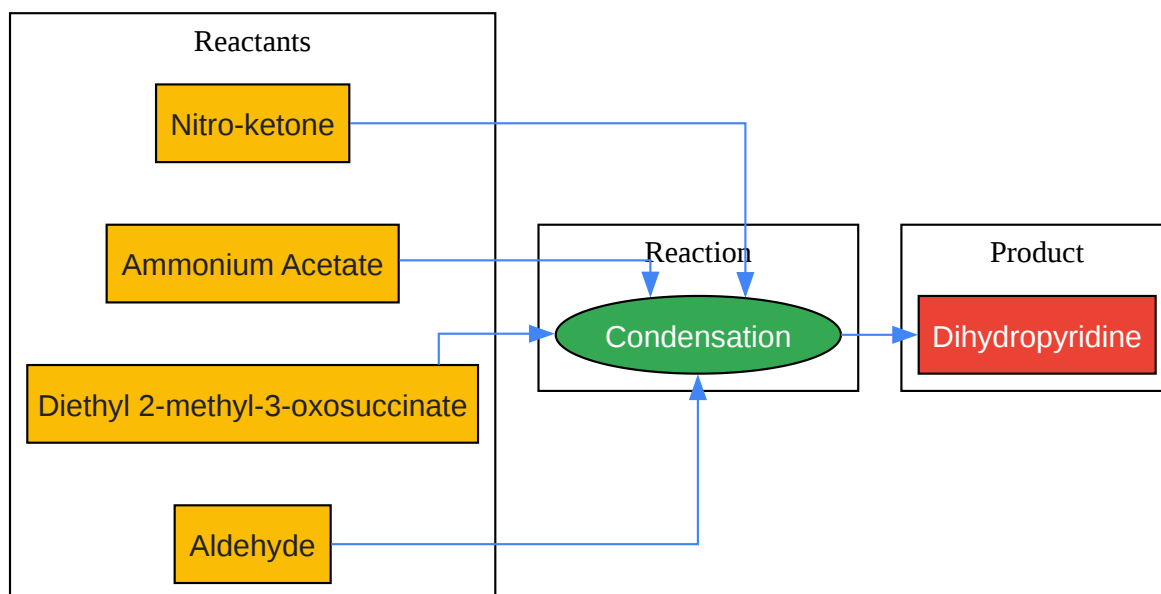 Reactants
Nitro-ketone
Ammonium Acetate
Diethyl 2-methyl-3-oxosuccinate
Aldehyde
Reaction
Condensation
Product
Dihydropyridine